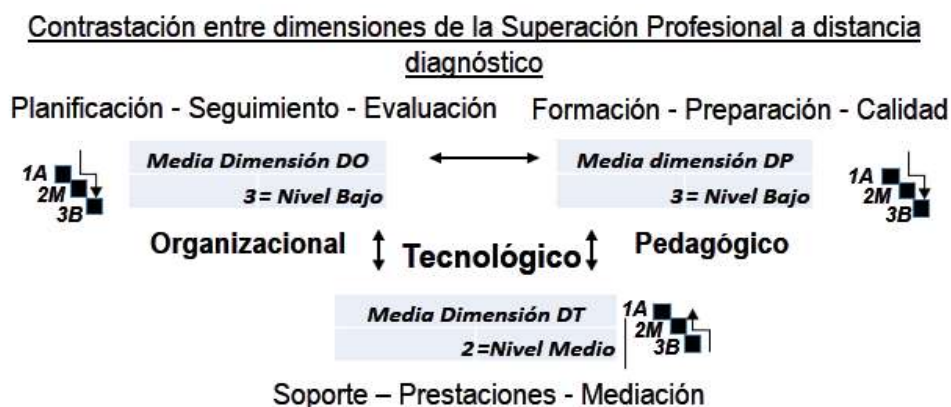 Contrastación entre dimensiones de la Superación Profesional a distancia
diagnóstico
Planificación - Seguimiento - Evaluación
Formación - Preparación - Calidad
1A
2M
3B
Media Dimensión DO
3= Nivel Bajo
Media dimensión DP
3= Nivel Bajo
1A
2M
3B
Organizacional
Tecnológico
Pedagógico
Media Dimensión DT
2=Nivel Medio
1A
2M
3B
Soporte – Prestaciones - Mediación